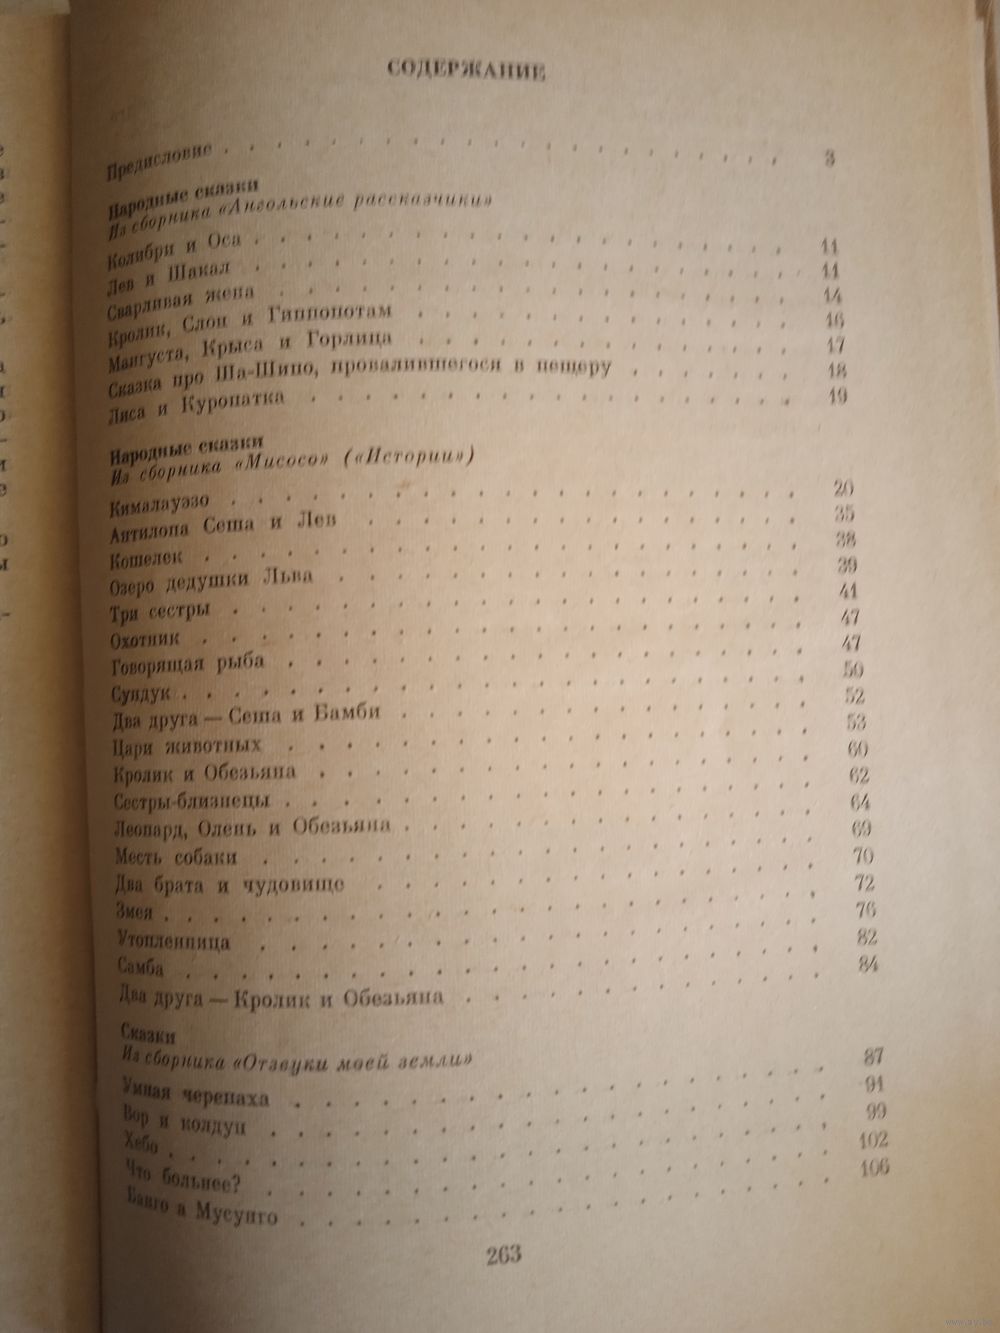 СОДЕРЖАНИЕ
Предисловие . . . . . . . . . . . . . . . . . . . . 3
Народные сказки
Из сборника «Ангольские рассказчики»
Колибри и Оса . . . . . . . . . . . . . . . . . . . . 11
Лев и Шакал . . . . . . . . . . . . . . . . . . . . 11
Сварливая жена . . . . . . . . . . . . . . . . . . . . 14
Кролик, Слон и Гиппопотам . . . . . . . . . . . . . . 16
Мангуста, Крыса и Горлица . . . . . . . . . . . . . . 17
Сказка про Ша-Шино, провалившегося в пещеру . . . . . . . 18
Лиса и Куропатка . . . . . . . . . . . . . . . . . . 19
Народные сказки
Из сборника «Мисосо» («Истории»)
Кималауэзо . . . . . . . . . . . . . . . . . . . . 20
Антилопа Сеша и Лев . . . . . . . . . . . . . . . . 35
Кошелек . . . . . . . . . . . . . . . . . . . . 38
Озеро дедушки Льва . . . . . . . . . . . . . . . . . 39
Три сестры . . . . . . . . . . . . . . . . . . . . 41
Охотник . . . . . . . . . . . . . . . . . . . . 47
Говорящая рыба . . . . . . . . . . . . . . . . . . 47
Сундук . . . . . . . . . . . . . . . . . . . . 50
Два друга — Сеша и Бамби . . . . . . . . . . . . . . 52
Цари животных . . . . . . . . . . . . . . . . . . 53
Кролик и Обезьяна . . . . . . . . . . . . . . . . . 60
Сестры-близнецы . . . . . . . . . . . . . . . . . . 62
Леопард, Олень и Обезьяна . . . . . . . . . . . . . . 64
Месть собаки . . . . . . . . . . . . . . . . . . . 69
Два брата и чудовище . . . . . . . . . . . . . . . . 70
Змея . . . . . . . . . . . . . . . . . . . . 72
Утопленница . . . . . . . . . . . . . . . . . . . 76
Самба . . . . . . . . . . . . . . . . . . . . 82
Два друга — Кролик и Обезьяна . . . . . . . . . . . . 84
Сказки
Из сборника «Отзвуки моей земли»
Умная черепаха . . . . . . . . . . . . . . . . . . 87
Вор и колдун . . . . . . . . . . . . . . . . . . . 91
Хебо . . . . . . . . . . . . . . . . . . . . 99
Что больнее? . . . . . . . . . . . . . . . . . . . 102
Банго а Мусунго . . . . . . . . . . . . . . . . . . 106
263